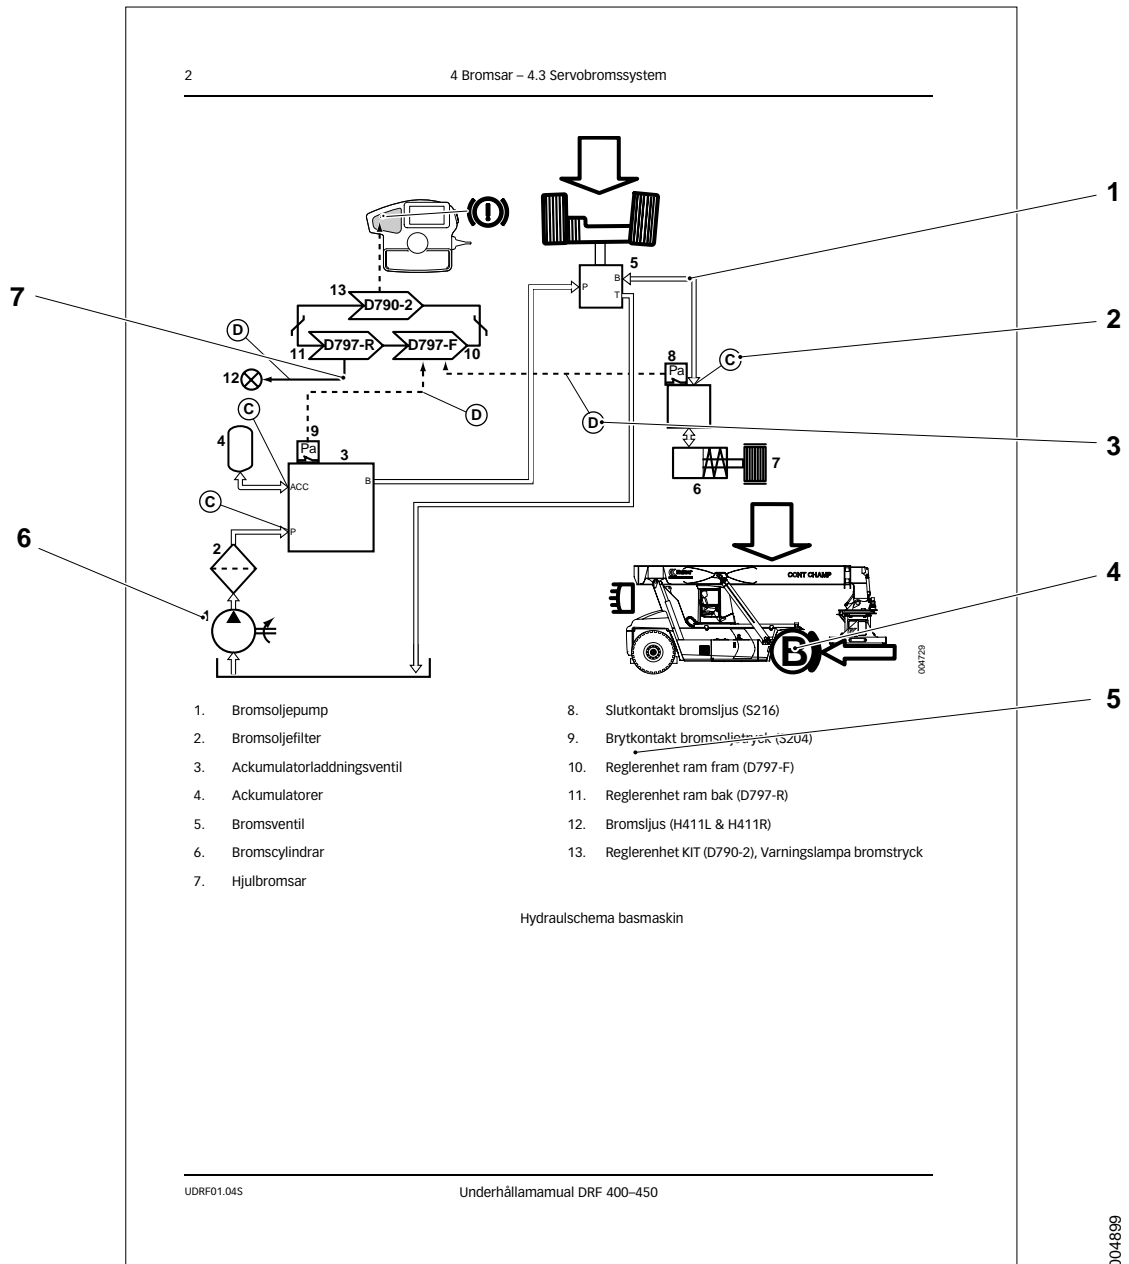 2
4 Bromsar – 4.3 Servobromssystem
1
5
B
P
T
13
D790-2
7
D
11
D797-R
D797-F
10
2
8
Pa
C
12
C
D
D
3
9
Pa
4
3
ACC
B
7
6
C
P
6
2
4
CONT CHAMP
1
B
004729
5
1. Bromsoljepump
2. Bromsoljefilter
3. Ackumulatorladdningsventil
4. Ackumulatorer
5. Bromsventil
6. Bromscylindrar
7. Hjulbromsar
8. Slutkontakt bromsljus (S216)
9. Brytkontakt bromsoljetryck (S204)
10. Reglerenhet ram fram (D797-F)
11. Reglerenhet ram bak (D797-R)
12. Bromsljus (H411L & H411R)
13. Reglerenhet KIT (D790-2), Varningslampa bromstryck
Hydraulschema basmaskin
UDRF01.04S
Underhållamanual DRF 400–450
004899